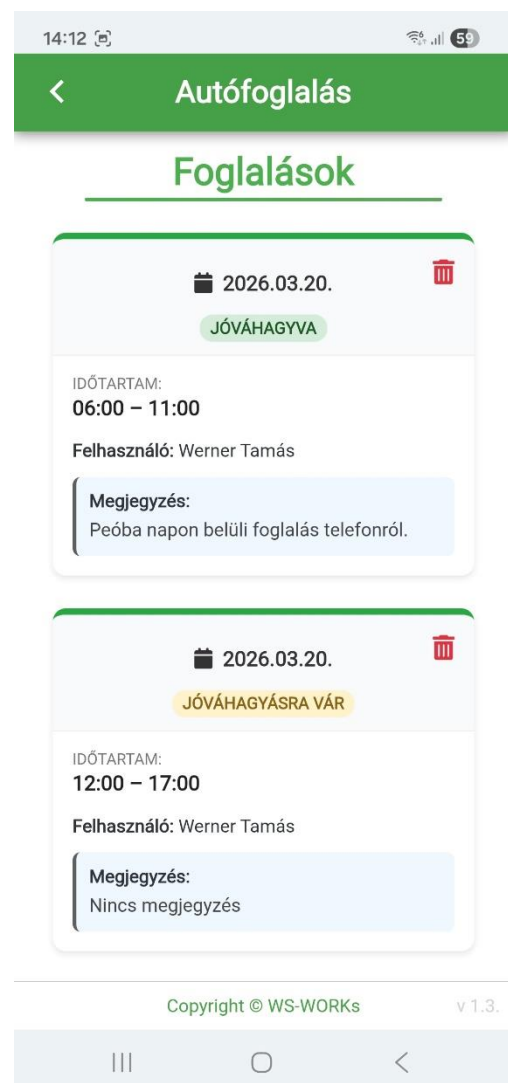 14:12
59
Autófoglalás
Foglalások
2026.03.20.
JÓVÁHAGYVA
IDŐTARTAM:
06:00 – 11:00
Felhasználó: Werner Tamás
Megjegyzés:
Peóba napon belüli foglalás telefonról.
2026.03.20.
JÓVÁHAGYÁSRA VÁR
IDŐTARTAM:
12:00 – 17:00
Felhasználó: Werner Tamás
Megjegyzés:
Nincs megjegyzés
Copyright © WS-WORKs v 1.3.